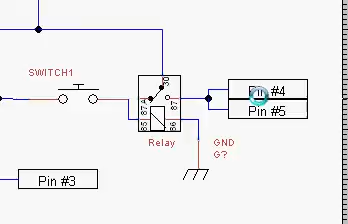 SWITCH1
30
87A
87
85
86
Relay
Pin #4
Pin #5
GND
G?
Pin #3